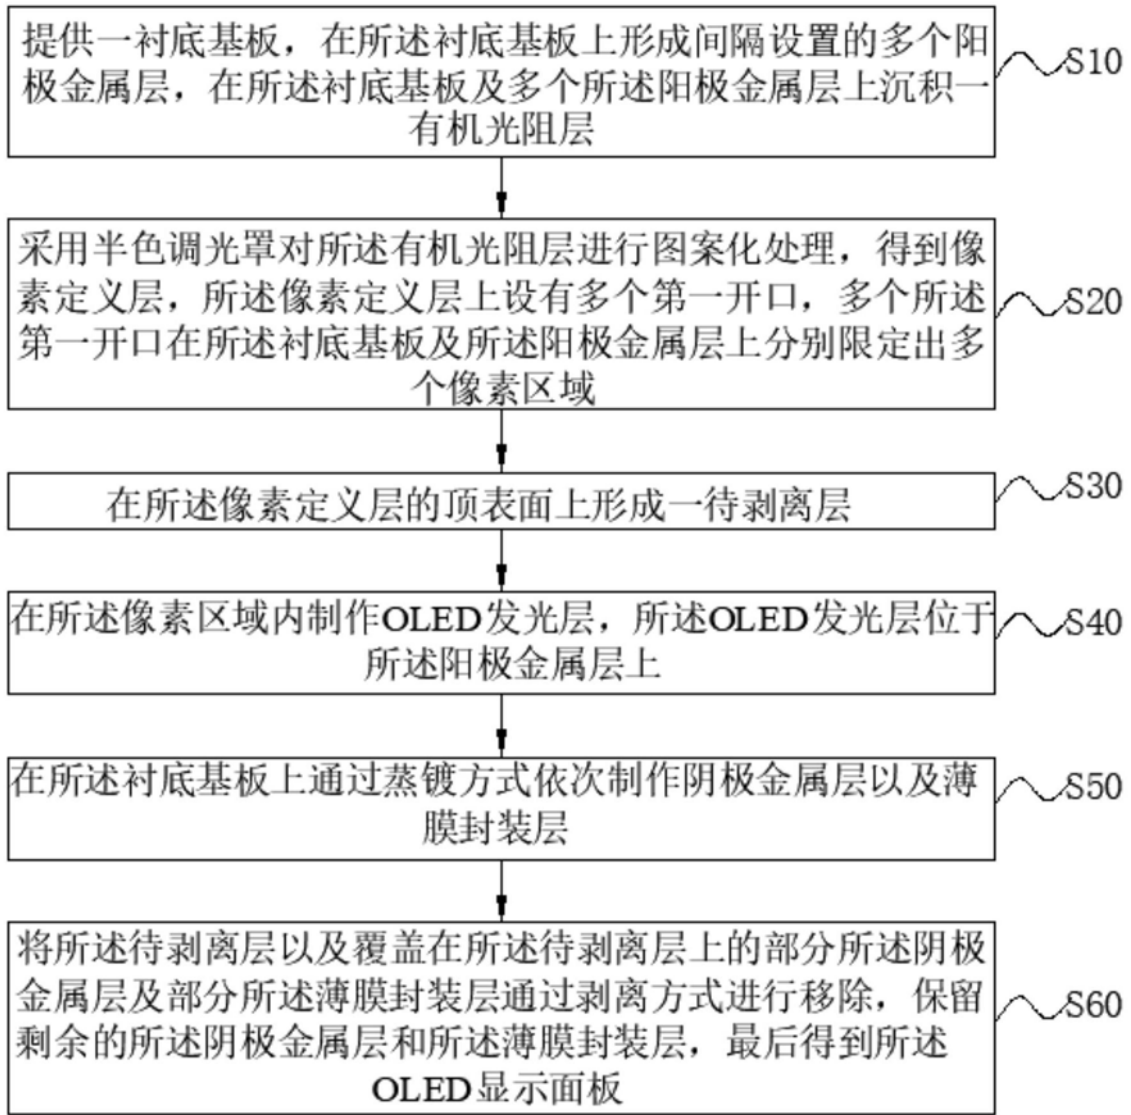 提供一衬底基板，在所述衬底基板上形成间隔设置的多个阳
极金属层，在所述衬底基板及多个所述阳极金属层上沉积一
有机光阻层
S10
采用半色调光罩对所述有机光阻层进行图案化处理，得到像
素定义层，所述像素定义层上设有多个第一开口，多个所述
第一开口在所述衬底基板及所述阳极金属层上分别限定出多
个像素区域
S20
在所述像素定义层的顶表面上形成一待剥离层
S30
在所述像素区域内制作OLED发光层，所述OLED发光层位于
所述阳极金属层上
S40
在所述衬底基板上通过蒸镀方式依次制作阴极金属层以及薄
膜封装层
S50
将所述待剥离层以及覆盖在所述待剥离层上的部分所述阴极
金属层及部分所述薄膜封装层通过剥离方式进行移除，保留
剩余的所述阴极金属层和所述薄膜封装层，最后得到所述
OLED显示面板
S60